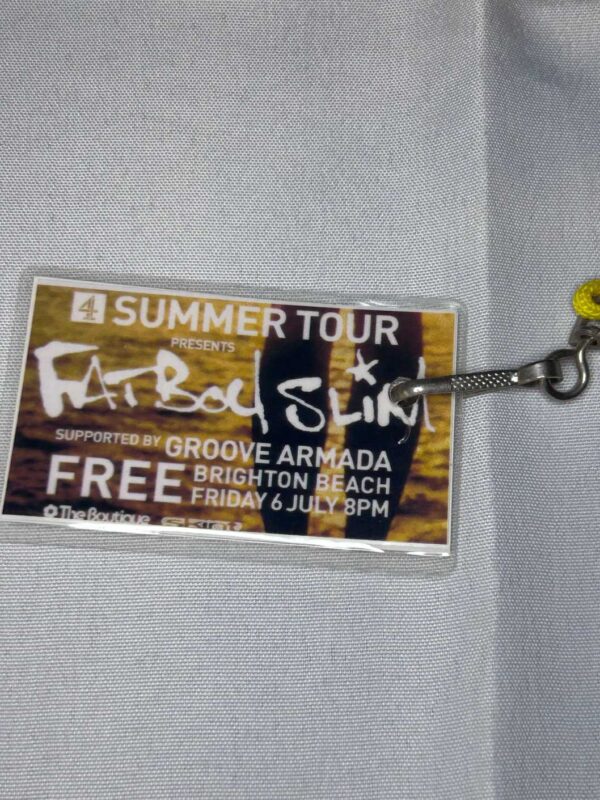 4 SUMMER TOUR
PRESENTS
FATBOY SLIM
SUPPORTED BY GROOVE ARMADA
FREE BRIGHTON BEACH
FRIDAY 6 JULY 8PM
The Boutique